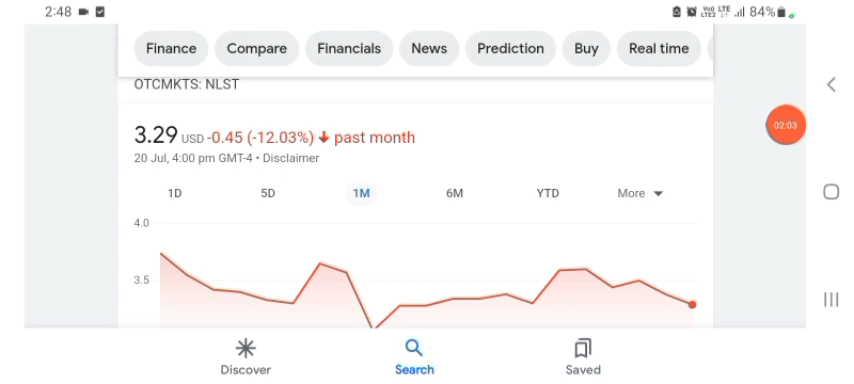 2:48
84%
Finance Compare Financials News Prediction Buy Real time
OTCMKTS: NLST
3.29 USD -0.45 (-12.03%) ↓ past month
20 Jul, 4:00 pm GMT-4 • Disclaimer
1D 5D 1M 6M YTD More
4.0
3.5
02:03
Discover Search Saved